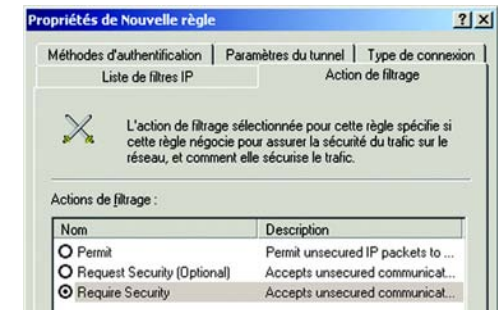 Propriétés de Nouvelle règle
Méthodes d'authentification Paramètres du tunnel Type de connexion
Liste de filtres IP Action de filtrage
L'action de filtrage sélectionnée pour cette règle spécifie si
cette règle négocie pour assurer la sécurité du trafic sur le
réseau, et comment elle sécurise le trafic.
Actions de filtrage :
Nom Description
Permit Permit unsecured IP packets to ...
Request Security (Optional) Accepts unsecured communicat...
Require Security Accepts unsecured communicat...